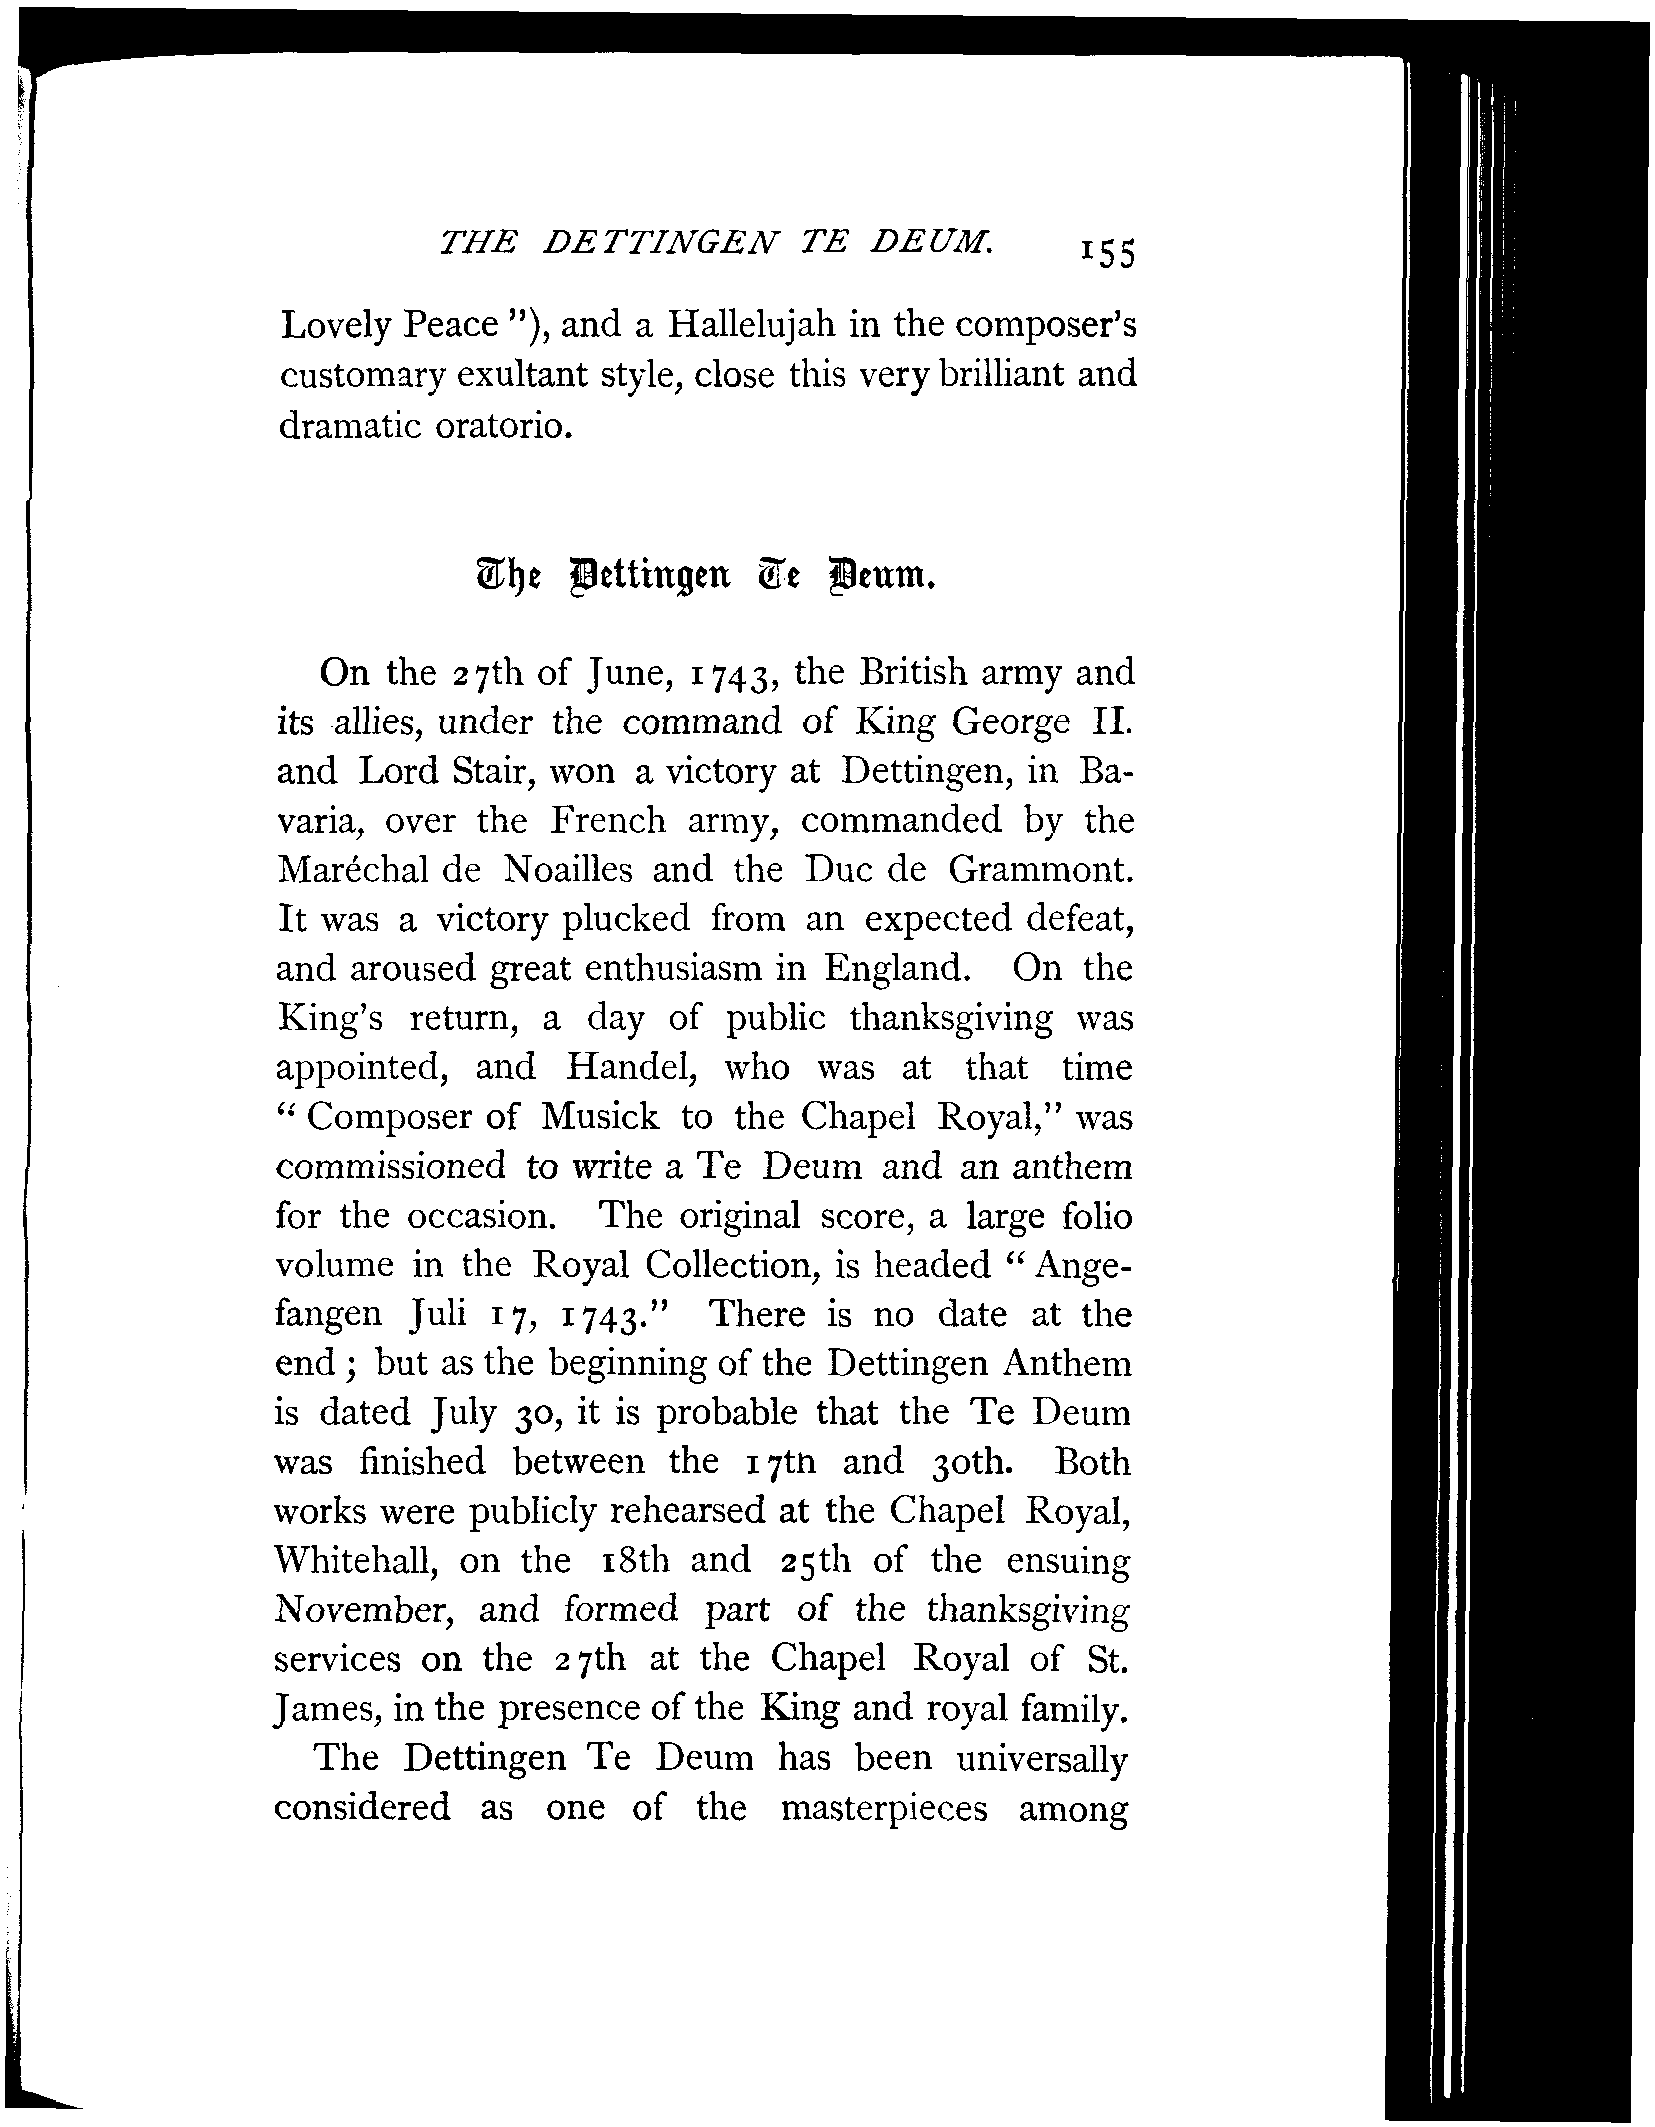 THE DETTINGEN TE DEUM. 155
Lovely Peace"), and a Hallelujah in the composer's
customary exultant style, close this very brilliant and
dramatic oratorio.
The Dettingen Te Deum.
On the 27th of June, 1743, the British army and
its allies, under the command of King George II.
and Lord Stair, won a victory at Dettingen, in Ba-
varia, over the French army, commanded by the
Maréchal de Noailles and the Duc de Grammont.
It was a victory plucked from an expected defeat,
and aroused great enthusiasm in England. On the
King's return, a day of public thanksgiving was
appointed, and Handel, who was at that time
"Composer of Musick to the Chapel Royal," was
commissioned to write a Te Deum and an anthem
for the occasion. The original score, a large folio
volume in the Royal Collection, is headed "Ange-
fangen Juli 17, 1743." There is no date at the
end; but as the beginning of the Dettingen Anthem
is dated July 30, it is probable that the Te Deum
was finished between the 17th and 30th. Both
works were publicly rehearsed at the Chapel Royal,
Whitehall, on the 18th and 25th of the ensuing
November, and formed part of the thanksgiving
services on the 27th at the Chapel Royal of St.
James, in the presence of the King and royal family.
The Dettingen Te Deum has been universally
considered as one of the masterpieces among